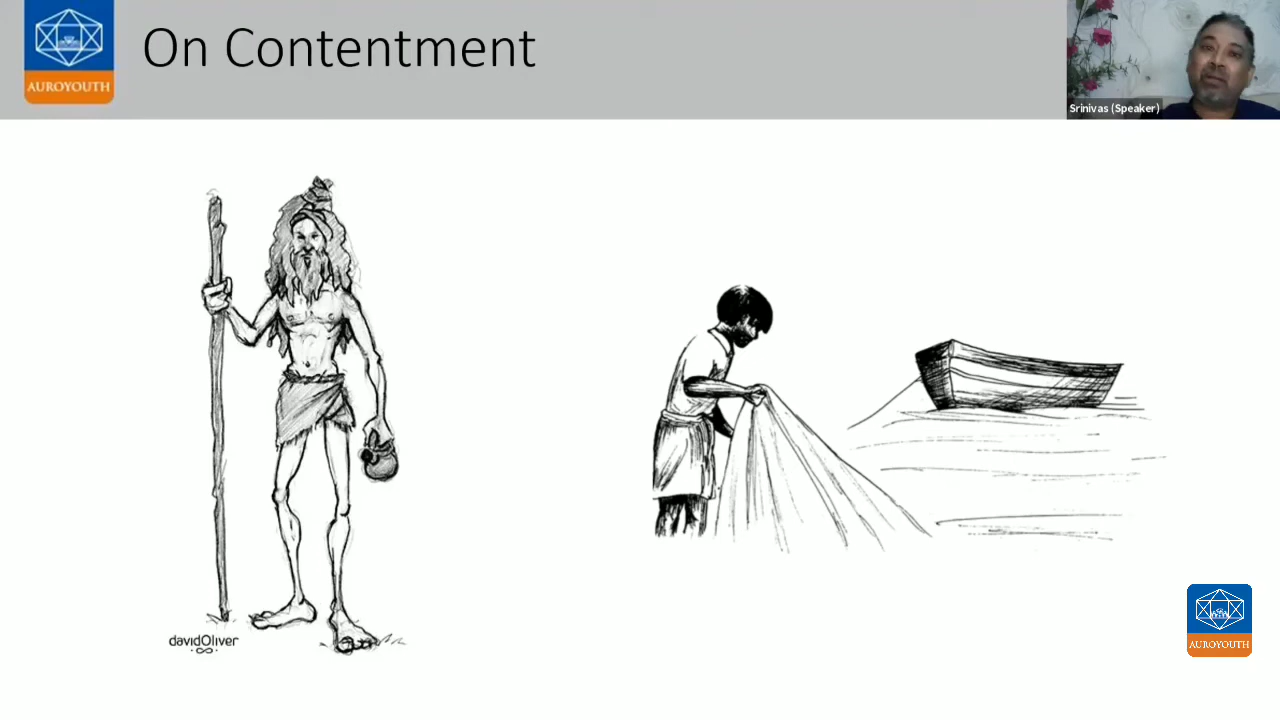 On Contentment
AUROYOUTH
Srinivas (Speaker)
davidOliver
AUROYOUTH